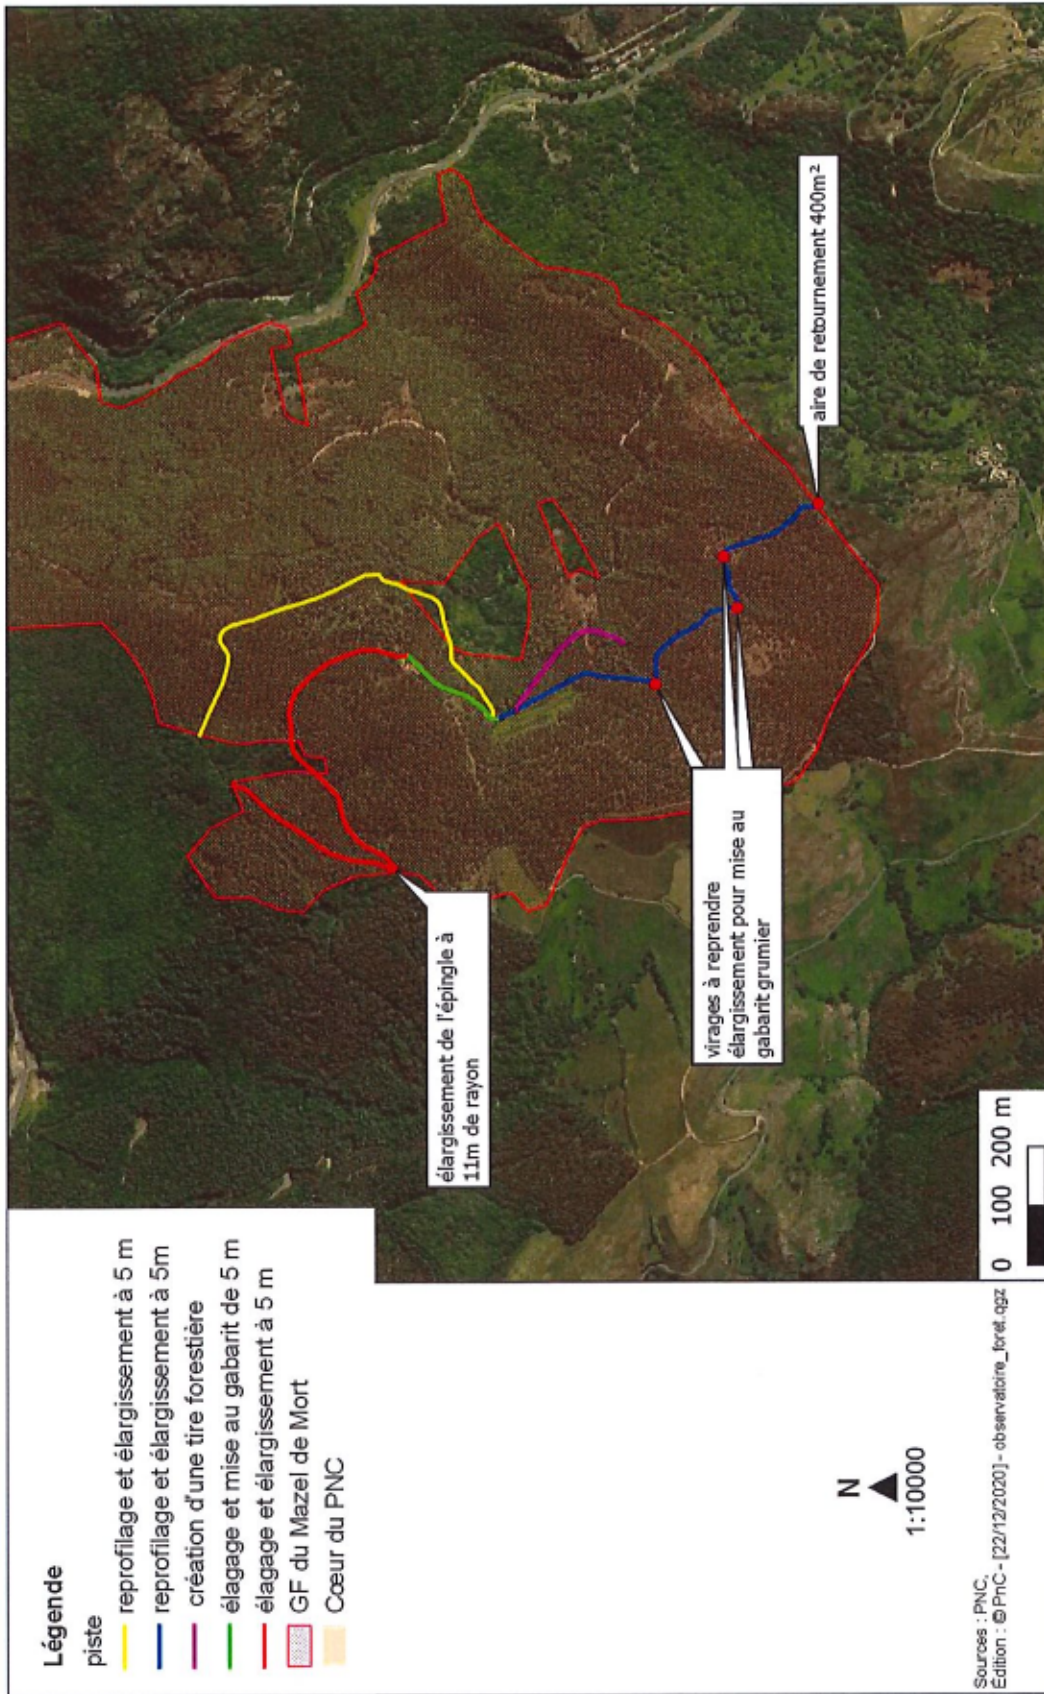 Légende
piste
reprofilage et élargissement à 5 m
reprofilage et élargissement à 5m
création d'une tire forestière
élagage et mise au gabarit de 5 m
élagage et élargissement à 5 m
GF du Mazel de Mort
Cœur du PNC
élargissement de l'épingle à
11m de rayon
virages à reprendre
élargissement pour mise au
gabarit grumier
aire de retournement 400m²
N
1:10000
0 100 200 m
Sources : PNC,
Édition : © PnC - [22/12/2020] - observatoire_foret.qgz